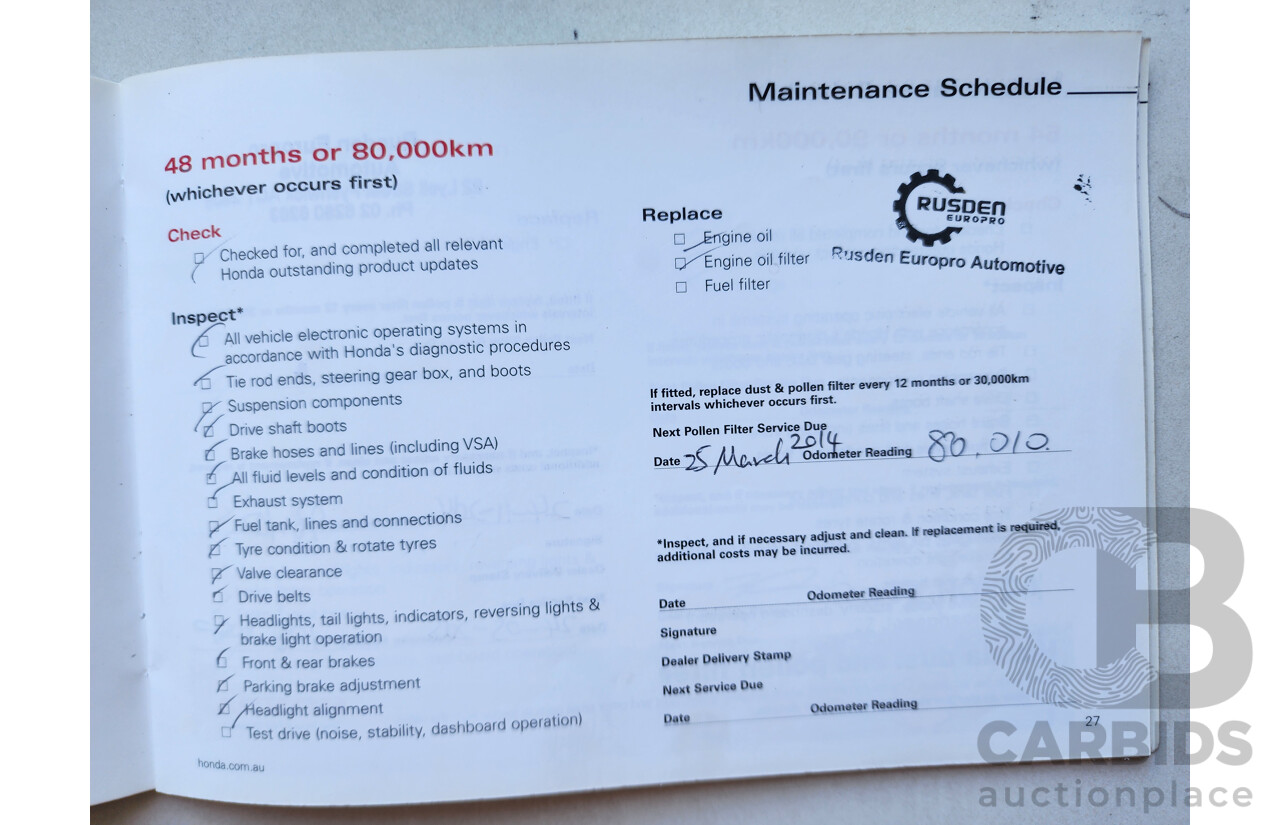 Maintenance Schedule
48 months or 80,000km
(whichever occurs first)
Check
Checked for, and completed all relevant
Honda outstanding product updates
Inspect*
All vehicle electronic operating systems in
accordance with Honda's diagnostic procedures
Tie rod ends, steering gear box, and boots
Suspension components
Drive shaft boots
Brake hoses and lines (including VSA)
All fluid levels and condition of fluids
Exhaust system
Fuel tank, lines and connections
Tyre condition & rotate tyres
Valve clearance
Drive belts
Headlights, tail lights, indicators, reversing lights &
brake light operation
Front & rear brakes
Parking brake adjustment
Headlight alignment
Test drive (noise, stability, dashboard operation)
honda.com.au
Replace
Engine oil
Engine oil filter
Fuel filter
RUSDEN
EUROPRO
Rusden Europro Automotive
If fitted, replace dust & pollen filter every 12 months or 30,000km
intervals whichever occurs first.
Next Pollen Filter Service Due
Date 25 March 2014 Odometer Reading 80,010.
*Inspect, and if necessary adjust and clean. If replacement is required,
additional costs may be incurred.
Date Odometer Reading
Signature
Dealer Delivery Stamp
Next Service Due
Date Odometer Reading
27
CB
CARBIDS
auctionplace